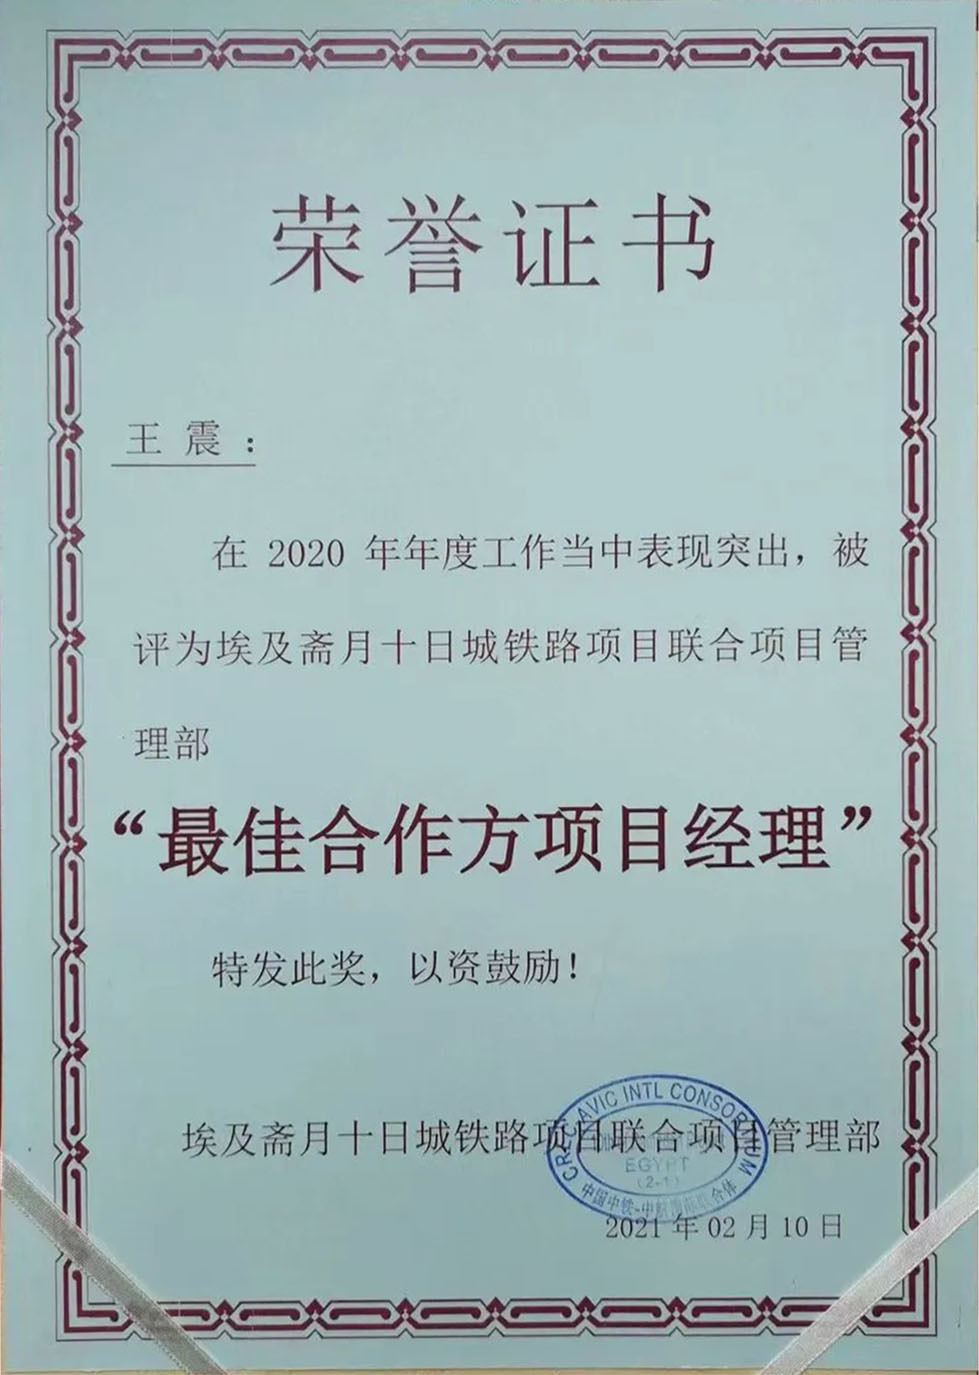 荣誉证书
王震：
在 2020 年年度工作当中表现突出，被
评为埃及斋月十日城铁路项目联合项目管
理部
“最佳合作方项目经理”
特发此奖，以资鼓励！
埃及斋月十日城铁路项目联合项目管理部
AVIC INTL CONSORTIUM
EGYPT
(2-1)
2021 年 02 月 10 日